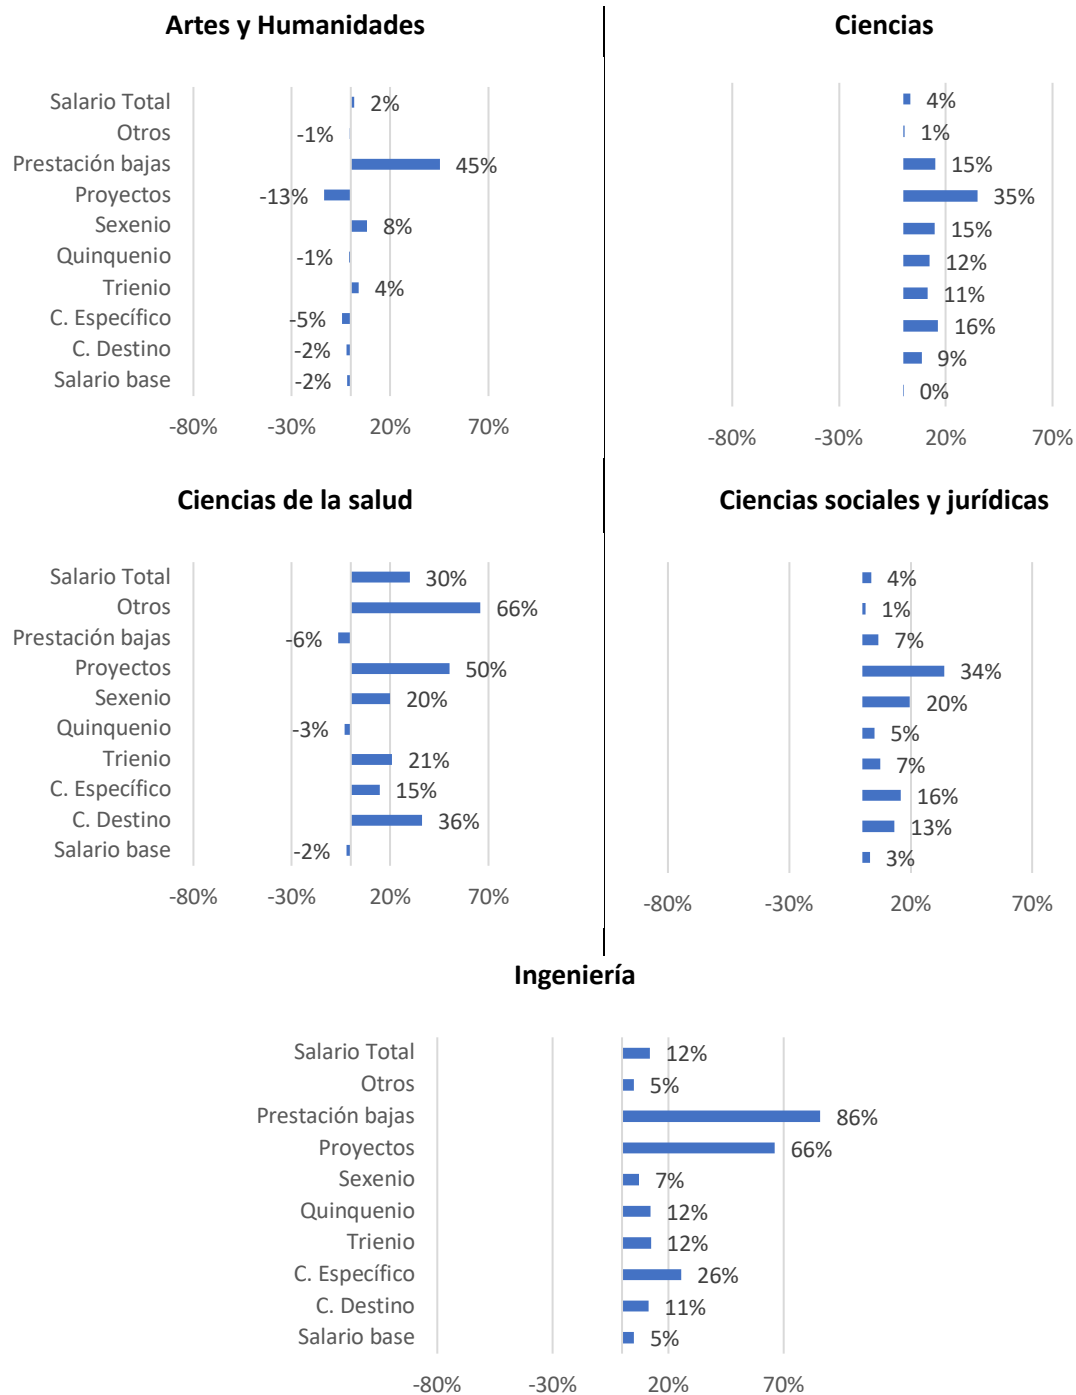 Artes y Humanidades
Salario Total 2%
Otros -1%
Prestación bajas 45%
Proyectos -13%
Sexenio 8%
Quinquenio -1%
Trienio 4%
C. Específico -5%
C. Destino -2%
Salario base -2%
-80% -30% 20% 70%
Ciencias
4%
1%
15%
35%
15%
12%
11%
16%
9%
0%
-80% -30% 20% 70%
Ciencias de la salud
Salario Total 30%
Otros 66%
Prestación bajas -6%
Proyectos 50%
Sexenio 20%
Quinquenio -3%
Trienio 21%
C. Específico 15%
C. Destino 36%
Salario base -2%
-80% -30% 20% 70%
Ciencias sociales y jurídicas
4%
1%
7%
34%
20%
5%
7%
16%
13%
3%
-80% -30% 20% 70%
Ingeniería
Salario Total 12%
Otros 5%
Prestación bajas 86%
Proyectos 66%
Sexenio 7%
Quinquenio 12%
Trienio 12%
C. Específico 26%
C. Destino 11%
Salario base 5%
-80% -30% 20% 70%